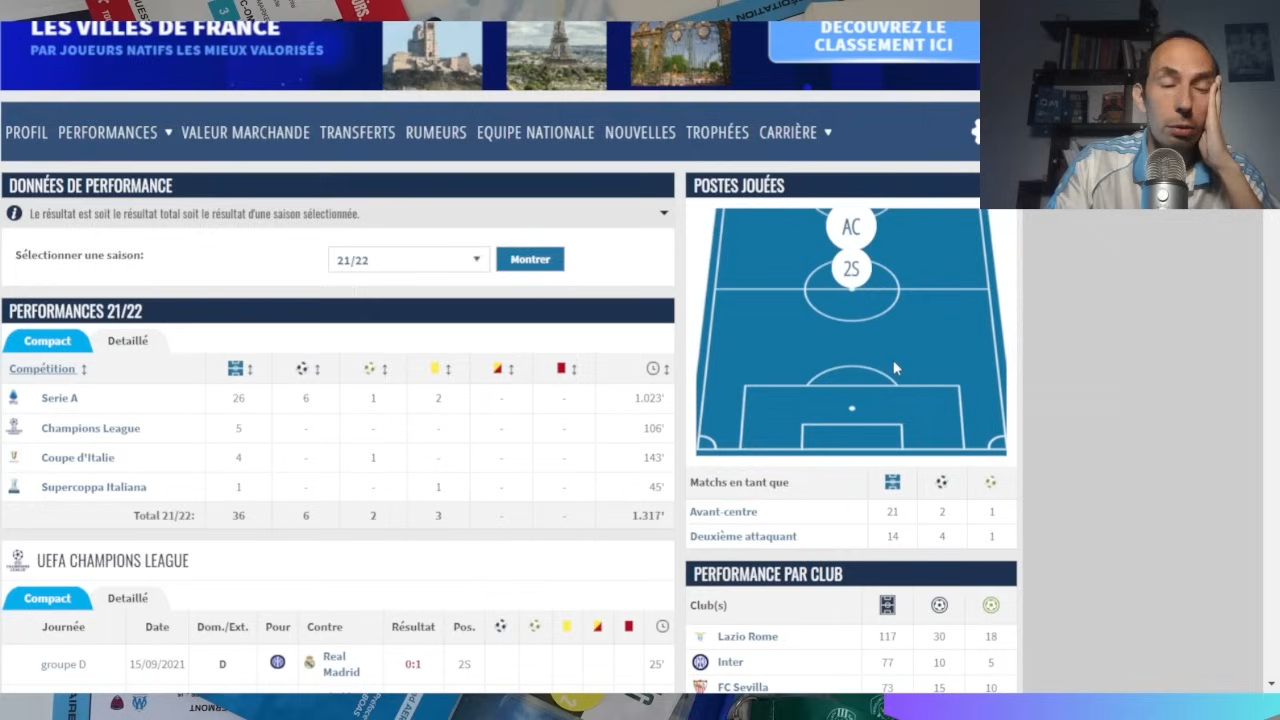 LES VILLES DE FRANCE
PAR JOUEURS NATIFS LES MIEUX VALORISÉS
DÉCOUVREZ LE
CLASSEMENT ICI
PROFIL PERFORMANCES VALEUR MARCHANDE TRANSFERTS RUMEURS EQUIPE NATIONALE NOUVELLES TROPHÉES CARRIÈRE
DONNÉES DE PERFORMANCE
Le résultat est soit le résultat total soit le résultat d'une saison sélectionnée.
Sélectionner une saison: 21/22 Montrer
PERFORMANCES 21/22
Compact Detaillé
Compétition
Serie A 26 6 1 2 - - 1.023'
Champions League 5 - - - - - 106'
Coupe d'Italie 4 - 1 - - - 143'
Supercoppa Italiana 1 - - 1 - - 45'
Total 21/22: 36 6 2 3 - - 1.317'
UEFA CHAMPIONS LEAGUE
Compact Detaillé
Journée Date Dom./Ext. Pour Contre Résultat Pos.
groupe D 15/09/2021 D Real Madrid 0:1 2S 25'
POSTES JOUÉES
AC
2S
Matchs en tant que
Avant-centre 21 2 1
Deuxième attaquant 14 4 1
PERFORMANCE PAR CLUB
Club(s)
Lazio Rome 117 30 18
Inter 77 10 5
FC Sevilla 73 15 10